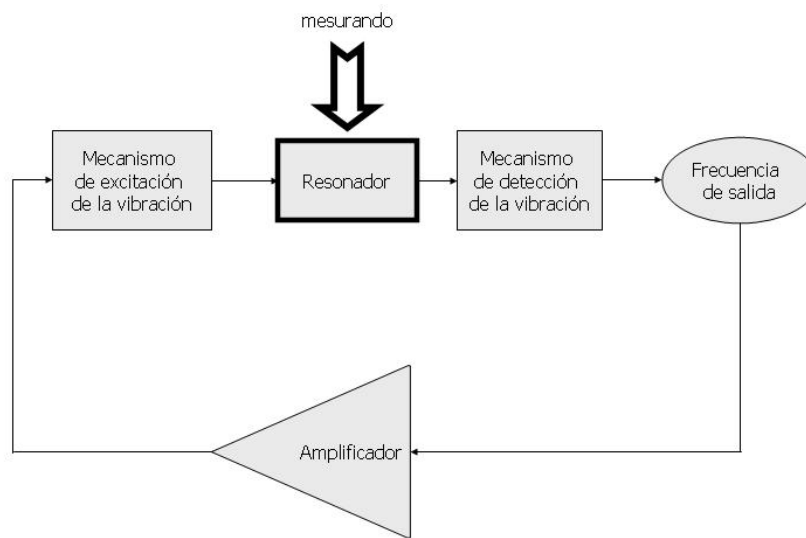 mesurando
Mecanismo
de excitación
de la vibración
Resonador
Mecanismo
de detección
de la vibración
Frecuencia
de salida
Amplificador